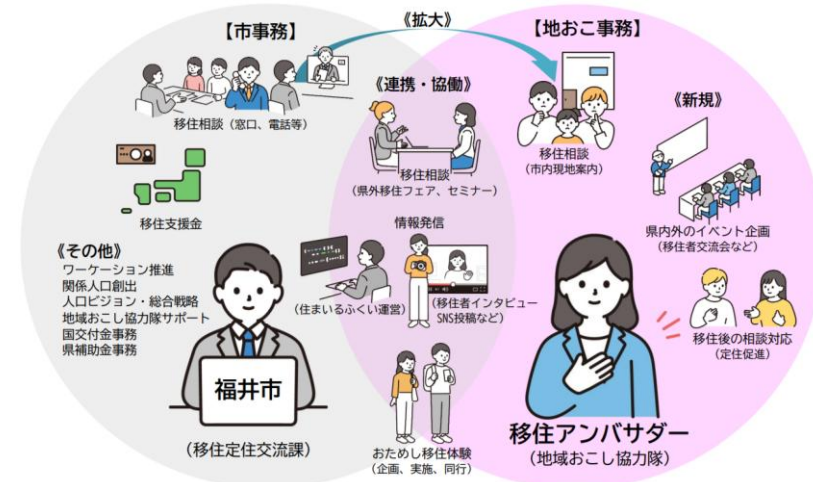 《拡大》
【市事務】
【地おこ事務】
《連携・協働》
《新規》
移住相談（窓口、電話等）
移住相談
（県外移住フェア、セミナー）
移住相談
（市内現地案内）
移住支援金
情報発信
県内外のイベント企画
（移住者交流会など）
《その他》
ワーケーション推進
関係人口創出
人口ビジョン・総合戦略
地域おこし協力隊サポート
国交付金事務
県補助金事務
（住まいるふくい運営）
（移住者インタビュー
SNS投稿など）
移住後の相談対応
（定住促進）
福井市
（移住定住交流課）
おためし移住体験
（企画、実施、同行）
移住アンバサダー
（地域おこし協力隊）